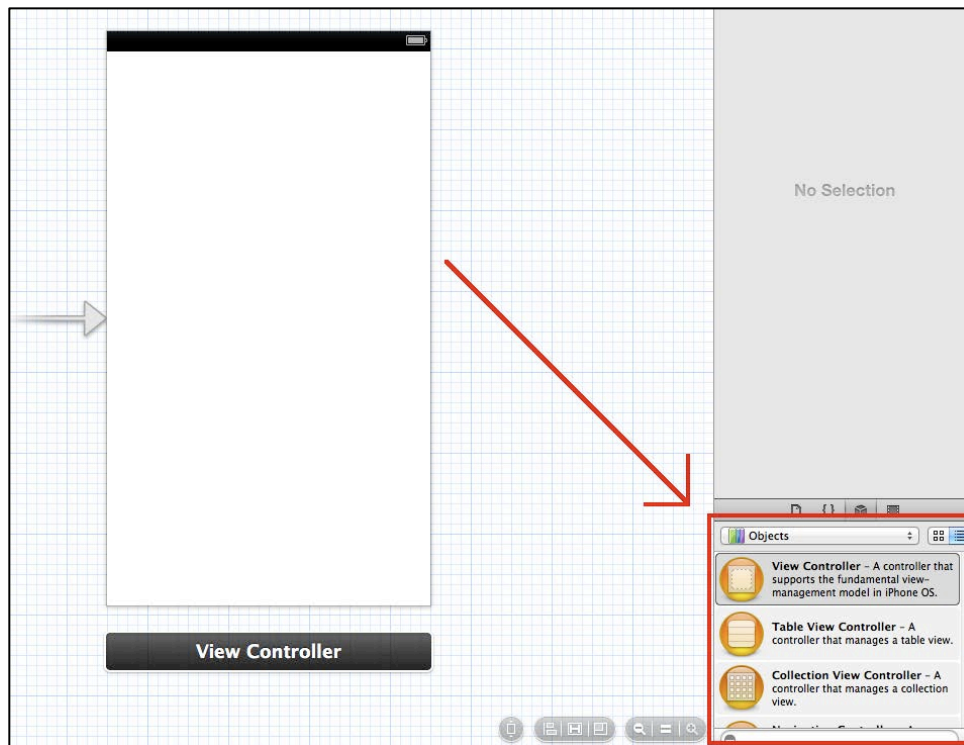 No Selection
{}
Objects
View Controller – A controller that
supports the fundamental view-
management model in iPhone OS.
Table View Controller – A
controller that manages a table view.
Collection View Controller – A
controller that manages a collection
view.
View Controller